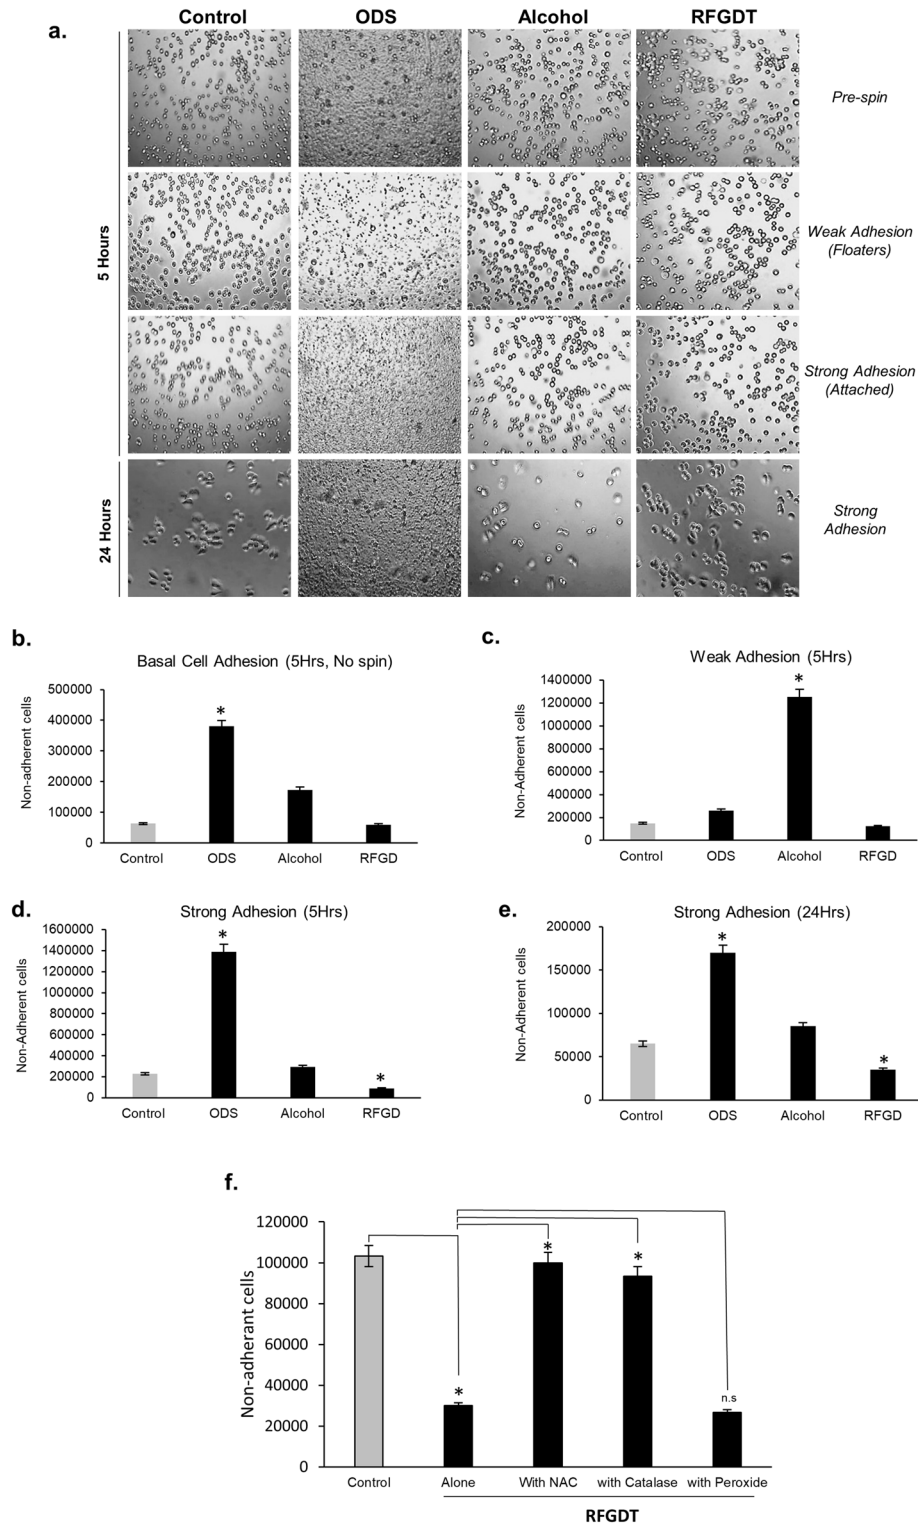 a.
Control ODS Alcohol RFGDT
5 Hours
Pre-spin
Weak Adhesion
(Floaters)
Strong Adhesion
(Attached)
24 Hours
Strong
Adhesion
b.
Basal Cell Adhesion (5Hrs, No spin)
Non-adherent cells
500000
400000
300000
200000
100000
0
*
Control ODS Alcohol RFGD
c.
Weak Adhesion (5Hrs)
Non-Adherent cells
1400000
1200000
1000000
800000
600000
400000
200000
0
*
Control ODS Alcohol RFGD
d.
Strong Adhesion (5Hrs)
Non-Adherent cells
1600000
1400000
1200000
1000000
800000
600000
400000
200000
0
*
*
Control ODS Alcohol RFGD
e.
Strong Adhesion (24Hrs)
Non-Adherent cells
200000
150000
100000
50000
0
*
*
Control ODS Alcohol RFGD
f.
Non-adherant cells
120000
100000
80000
60000
40000
20000
0
*
*
*
n.s
Control Alone With NAC with Catalase with Peroxide
RFGDT